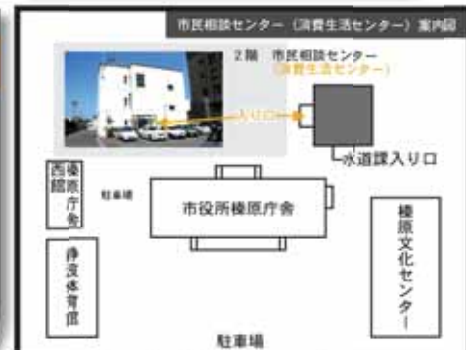 市民相談センター（消費生活センター）案内図
2階　市民相談センター
（消費生活センター）
入り口
水道課入り口
榛原庁舎
西館
駐車場
市役所榛原庁舎
榛原文化センター
体育館
駐車場